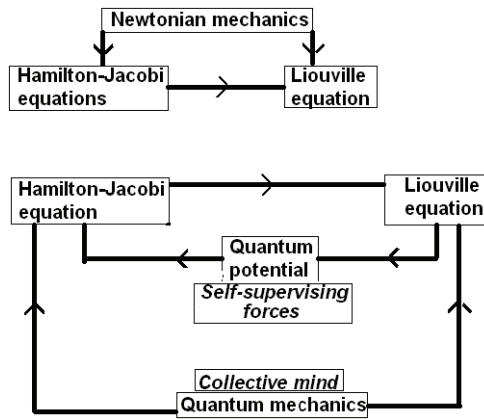 Newtonian mechanics
Hamilton-Jacobi
equations
Liouville
equation
Hamilton-Jacobi
equation
Liouville
equation
Quantum
potential
Self-supervising
forces
Collective mind
Quantum mechanics